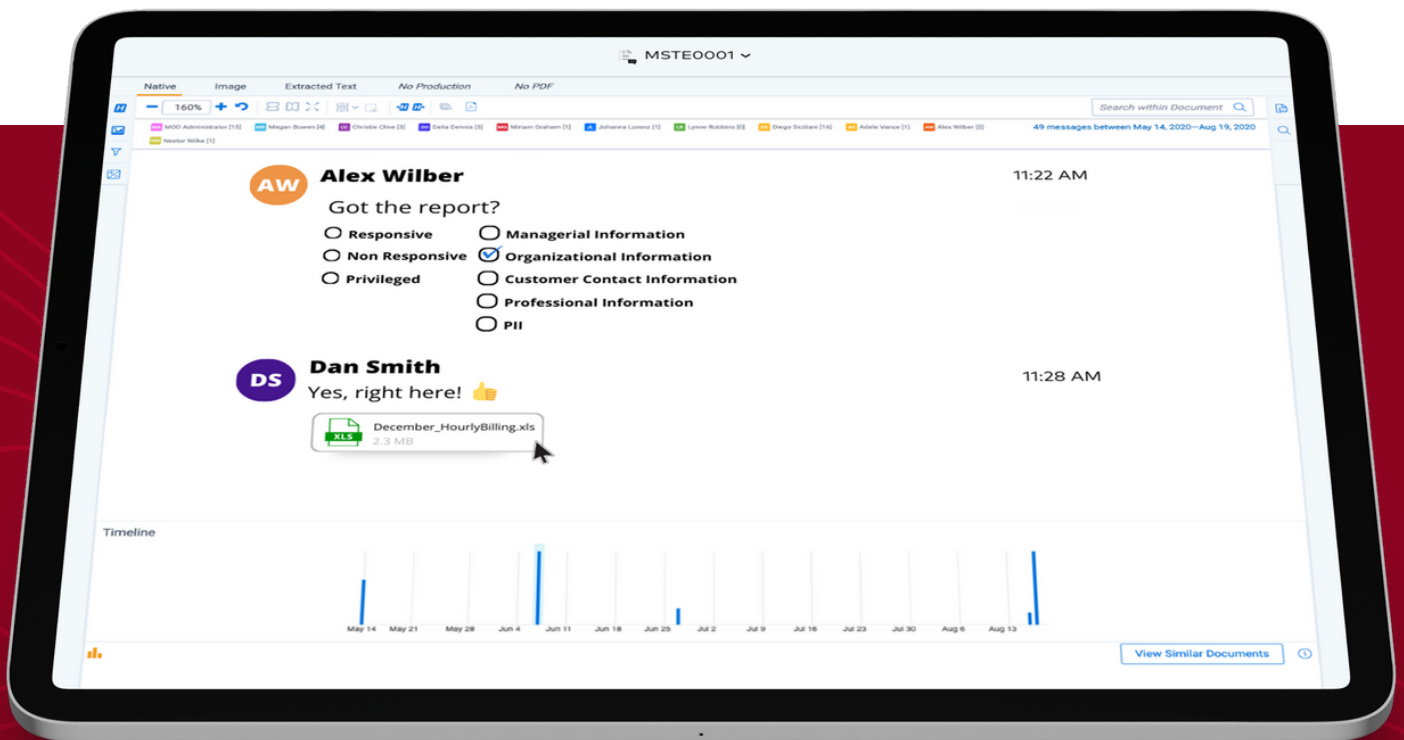 MSTE0001
Native Image Extracted Text No Production No PDF
160% Search within Document
MOD Administrator [15] Megan Bowen [4] Christie Cline [3] Delia Dennis [5] Miriam Graham [1] Johanna Lorenz [1] Lynne Robbins [0] Diego Siciliani [16] Adele Vance [1] Alex Wilber [2] 49 messages between May 14, 2020—Aug 19, 2020
Nestor Wilke [1]
AW Alex Wilber 11:22 AM
Got the report?
Responsive Managerial Information
Non Responsive Organizational Information
Privileged Customer Contact Information
Professional Information
PII
DS Dan Smith 11:28 AM
Yes, right here! 👍
XLS December_HourlyBilling.xls
2.3 MB
Timeline
May 14 May 21 May 28 Jun 4 Jun 11 Jun 18 Jun 25 Jul 2 Jul 9 Jul 16 Jul 23 Jul 30 Aug 6 Aug 13
View Similar Documents